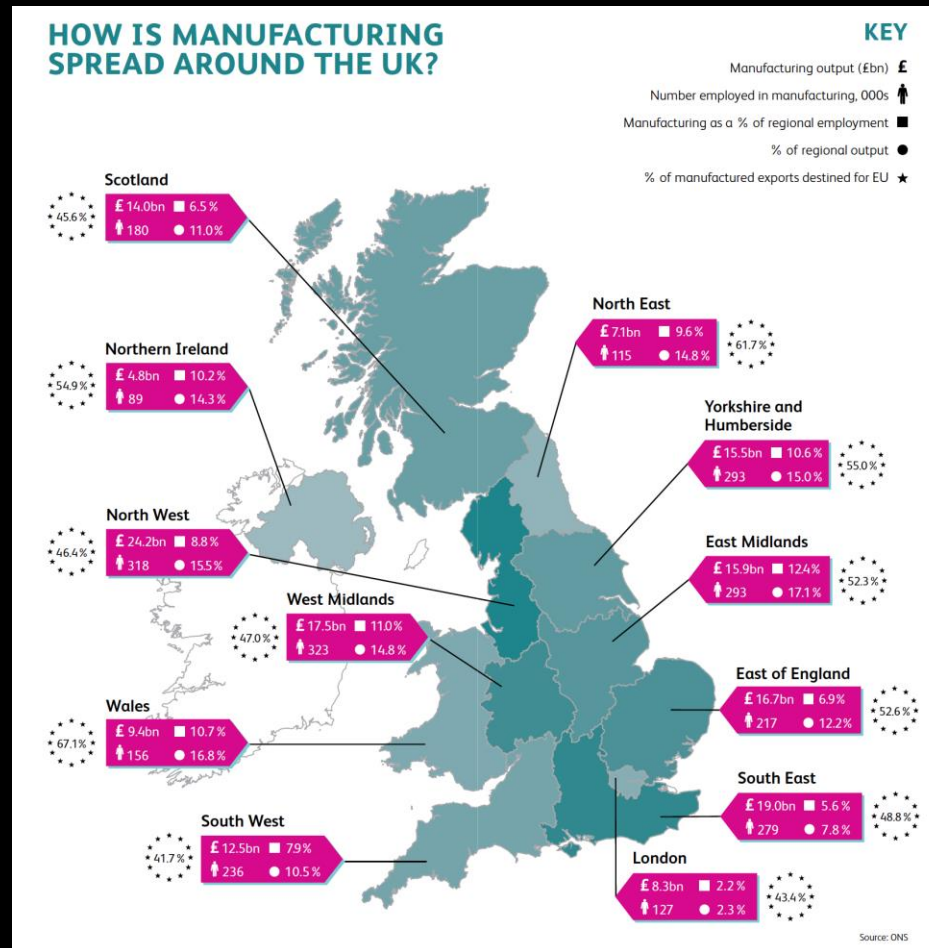 HOW IS MANUFACTURING
SPREAD AROUND THE UK?
KEY
Manufacturing output (£bn) £
Number employed in manufacturing, 000s
Manufacturing as a % of regional employment ■
% of regional output ●
% of manufactured exports destined for EU ★
Scotland
45.6%
£ 14.0bn ■ 6.5%
180 ● 11.0%
North East
£ 7.1bn ■ 9.6%
115 ● 14.8%
61.7%
Northern Ireland
54.9%
£ 4.8bn ■ 10.2%
89 ● 14.3%
Yorkshire and
Humberside
£ 15.5bn ■ 10.6%
293 ● 15.0%
55.0%
North West
46.4%
£ 24.2bn ■ 8.8%
318 ● 15.5%
East Midlands
£ 15.9bn ■ 12.4%
293 ● 17.1%
52.3%
West Midlands
47.0%
£ 17.5bn ■ 11.0%
323 ● 14.8%
East of England
£ 16.7bn ■ 6.9%
217 ● 12.2%
52.6%
Wales
67.1%
£ 9.4bn ■ 10.7%
156 ● 16.8%
South East
£ 19.0bn ■ 5.6%
279 ● 7.8%
48.8%
South West
41.7%
£ 12.5bn ■ 7.9%
236 ● 10.5%
London
£ 8.3bn ■ 2.2%
127 ● 2.3%
43.4%
Source: ONS